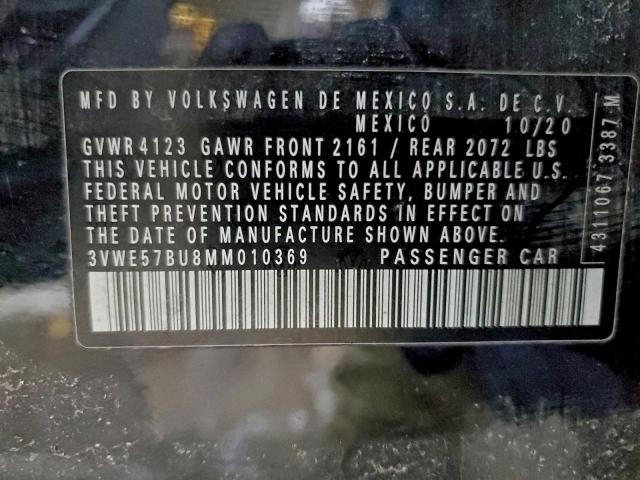 MFD BY VOLKSWAGEN DE MEXICO S.A. DE C.V.
MEXICO 10/20
GVWR 4123 GAWR FRONT 2161 / REAR 2072 LBS
THIS VEHICLE CONFORMS TO ALL APPLICABLE U.S.
FEDERAL MOTOR VEHICLE SAFETY, BUMPER AND
THEFT PREVENTION STANDARDS IN EFFECT ON
THE DATE OF MANUFACTURE SHOWN ABOVE.
3VWE57BU8MM010369 PASSENGER CAR
4311067 3387 M